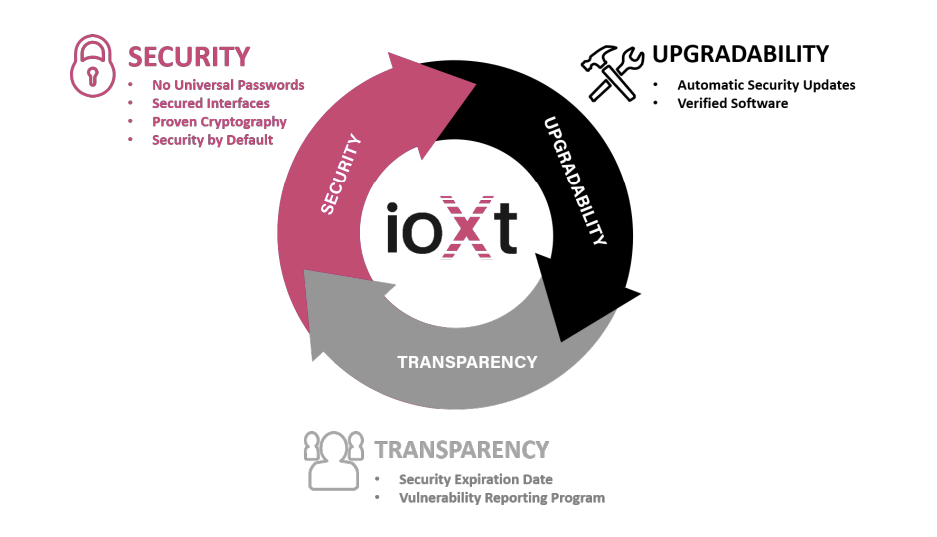 SECURITY
• No Universal Passwords
• Secured Interfaces
• Proven Cryptography
• Security by Default
UPGRADABILITY
• Automatic Security Updates
• Verified Software
SECURITY
UPGRADABILITY
ioXt
TRANSPARENCY
TRANSPARENCY
• Security Expiration Date
• Vulnerability Reporting Program